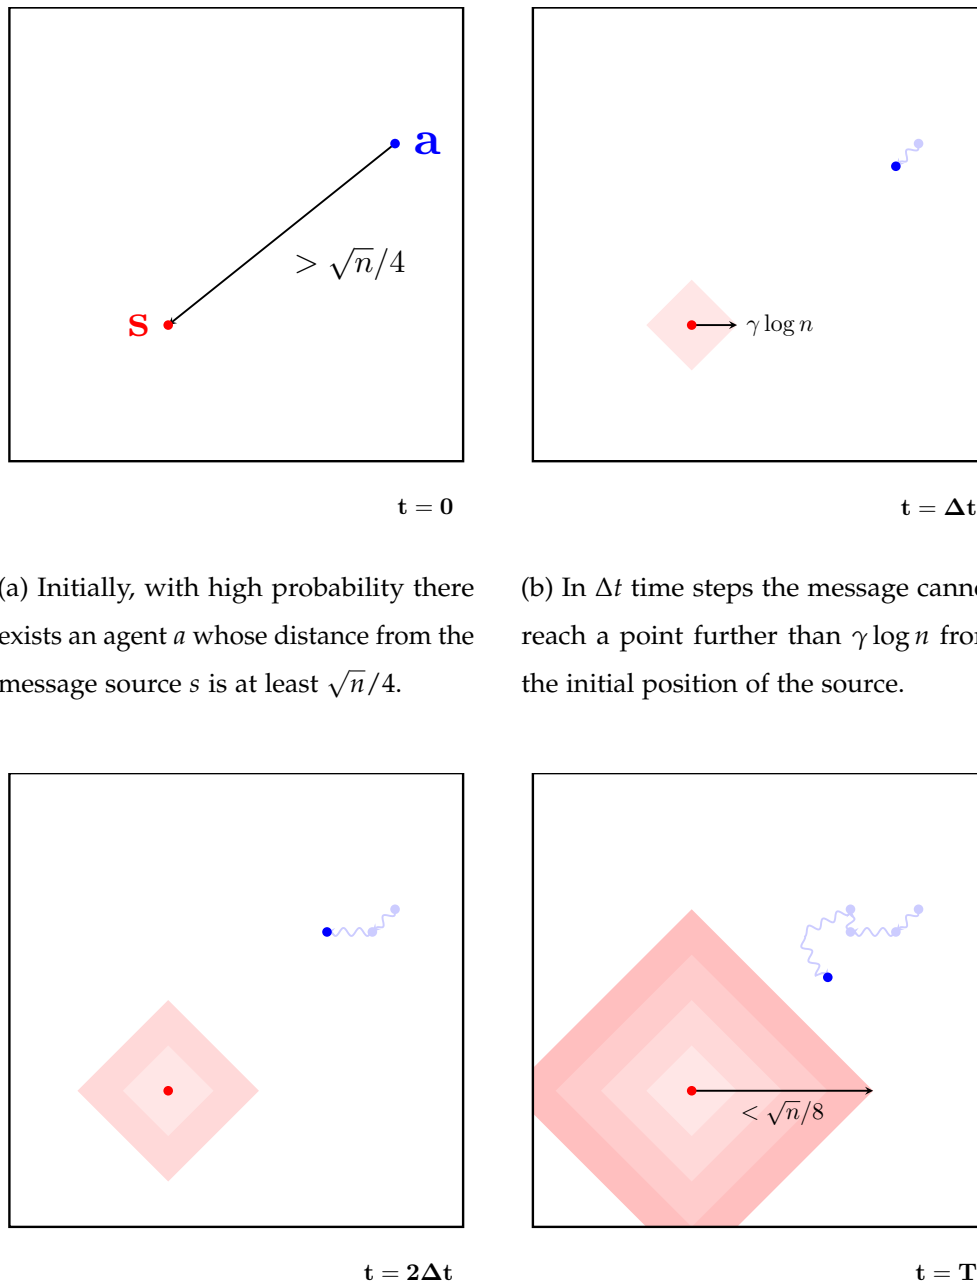 a
> √n/4
s
t = 0
γ log n
t = Δt
(a) Initially, with high probability there
exists an agent a whose distance from the
message source s is at least √n/4.
(b) In Δt time steps the message canno
reach a point further than γ log n from
the initial position of the source.
t = 2Δt
< √n/8
t = T